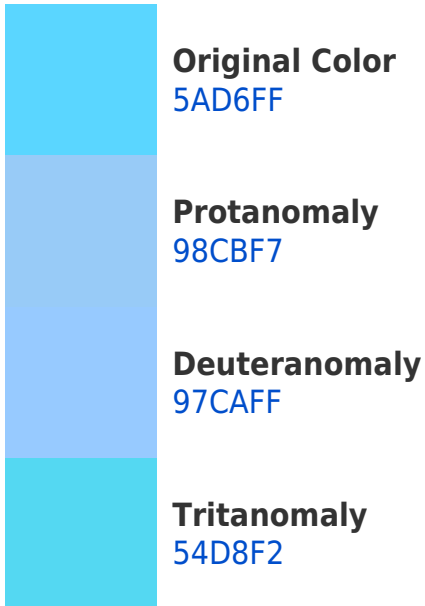 Original Color
5AD6FF
Protanomaly
98CBF7
Deuteranomaly
97CAFF
Tritanomaly
54D8F2